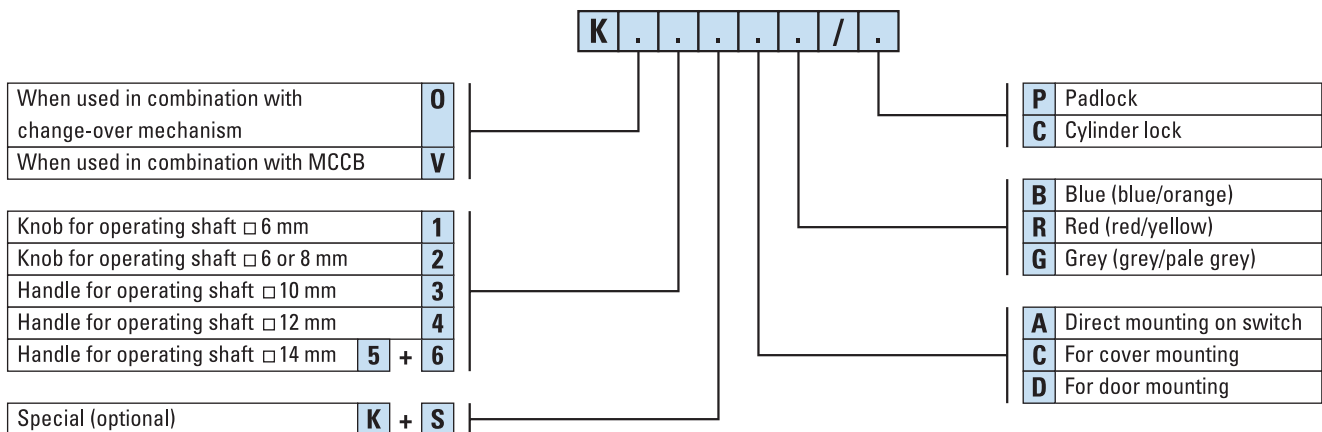 K . . . . . / .
When used in combination with O
change-over mechanism
When used in combination with MCCB V
Knob for operating shaft □ 6 mm 1
Knob for operating shaft □ 6 or 8 mm 2
Handle for operating shaft □ 10 mm 3
Handle for operating shaft □ 12 mm 4
Handle for operating shaft □ 14 mm 5 + 6
Special (optional) K + S
P Padlock
C Cylinder lock
B Blue (blue/orange)
R Red (red/yellow)
G Grey (grey/pale grey)
A Direct mounting on switch
C For cover mounting
D For door mounting